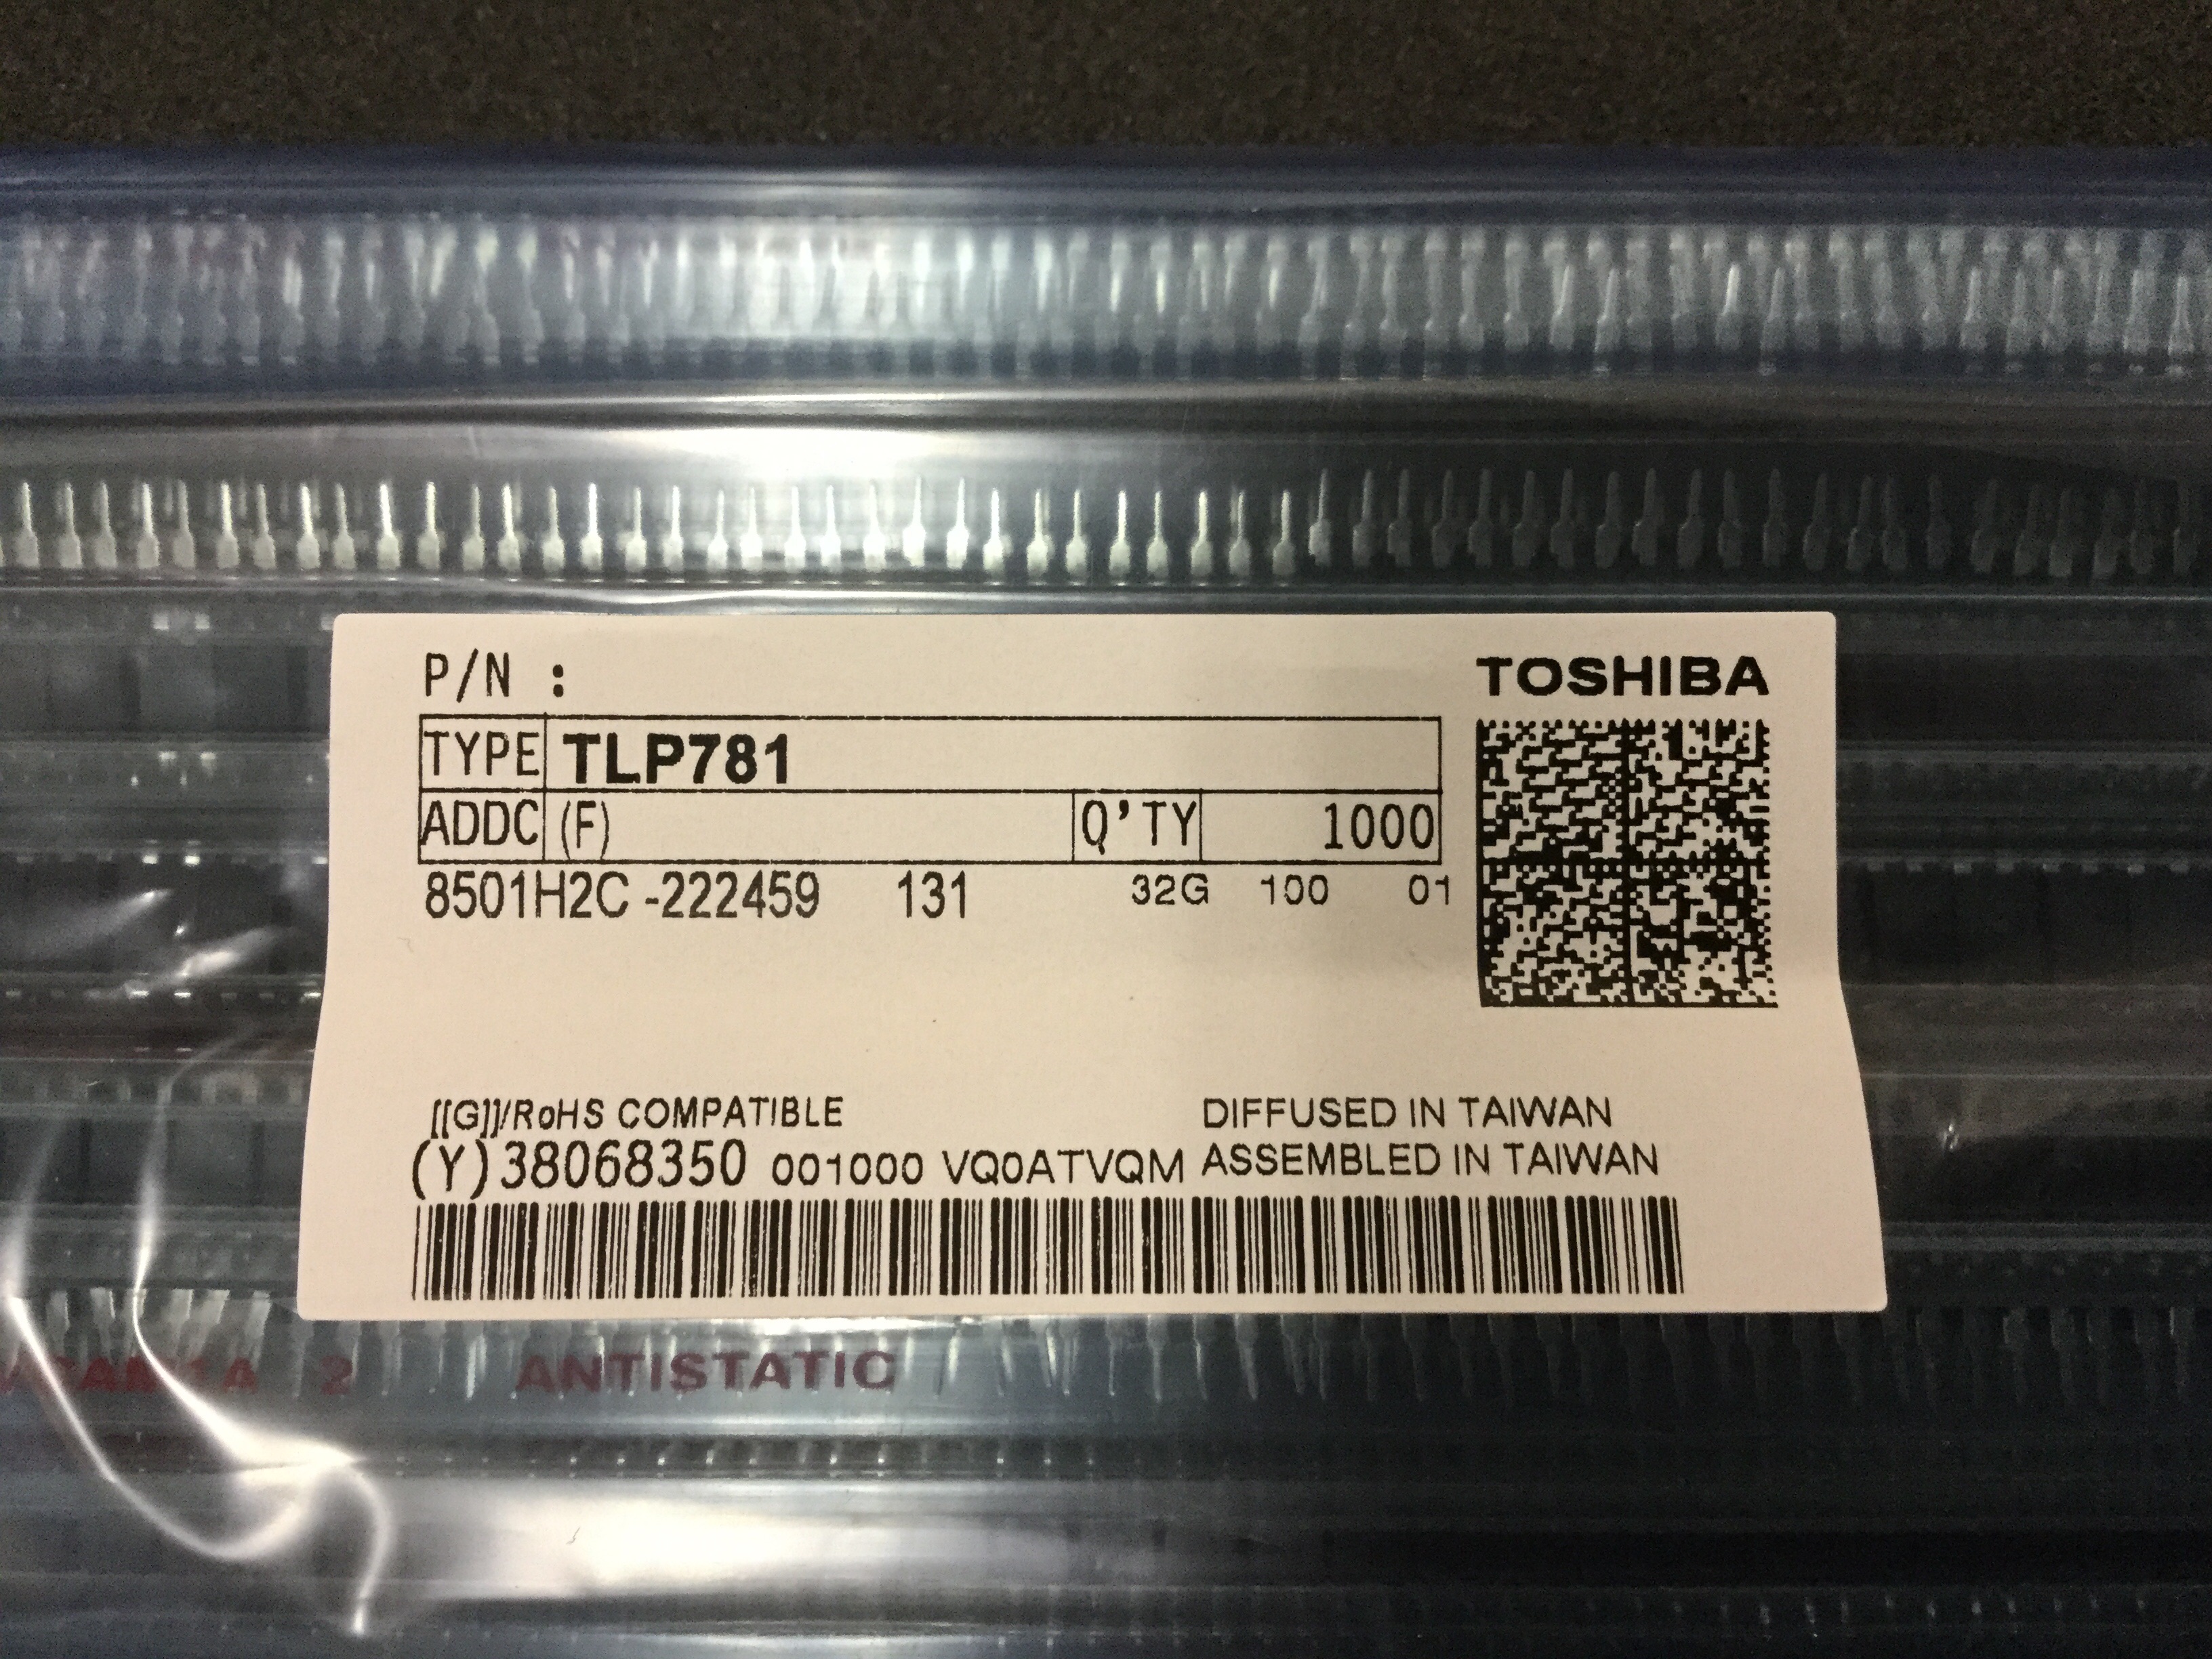 P/N :
TOSHIBA
TYPE TLP781
ADDC (F) Q'TY 1000
8501H2C -222459 131 32G 100 01
[[G]]/RoHS COMPATIBLE
DIFFUSED IN TAIWAN
(Y)38068350 001000 VQ0ATVQM
ASSEMBLED IN TAIWAN
2 ANTISTATIC